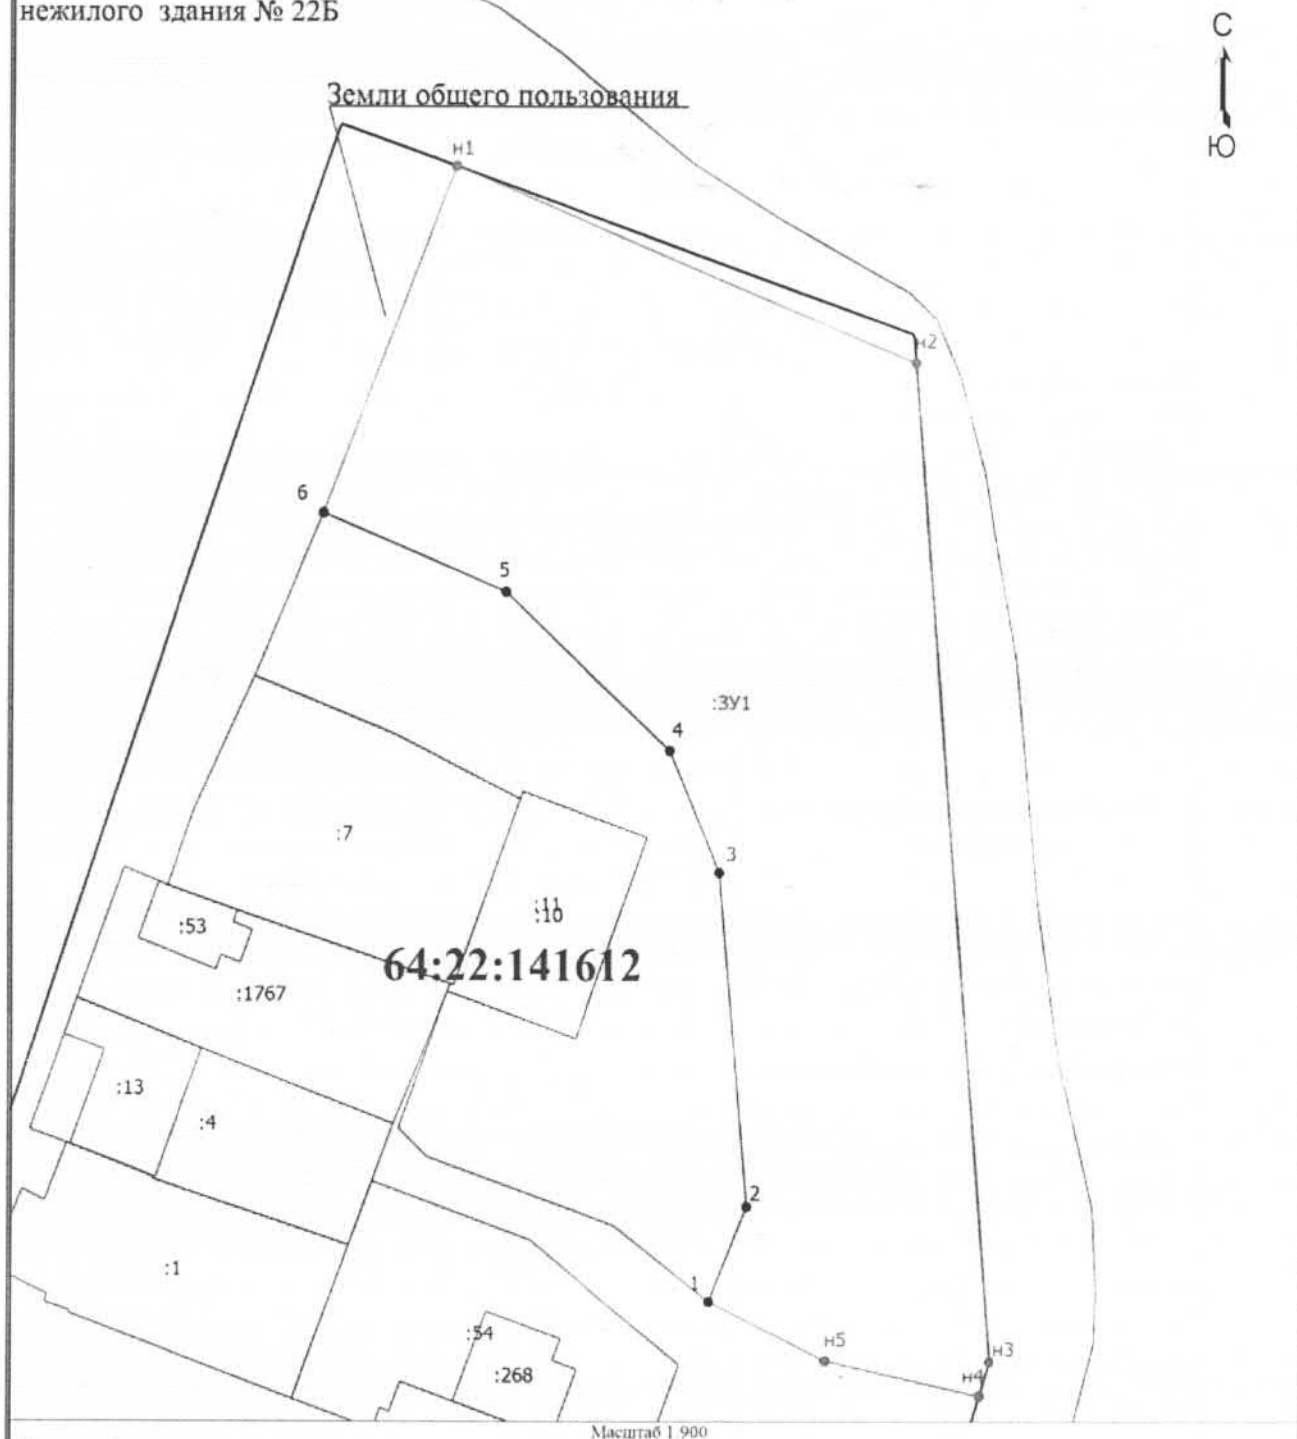 нежилого здания № 22Б
С
Ю
Земли общего пользования
н1
н2
6
5
:ЗУ1
4
3
:7
:11
:10
:53
64:22:141612
:1767
:13
:4
2
1
:1
н5
н3
:54
н4
:268
Масштаб 1 900